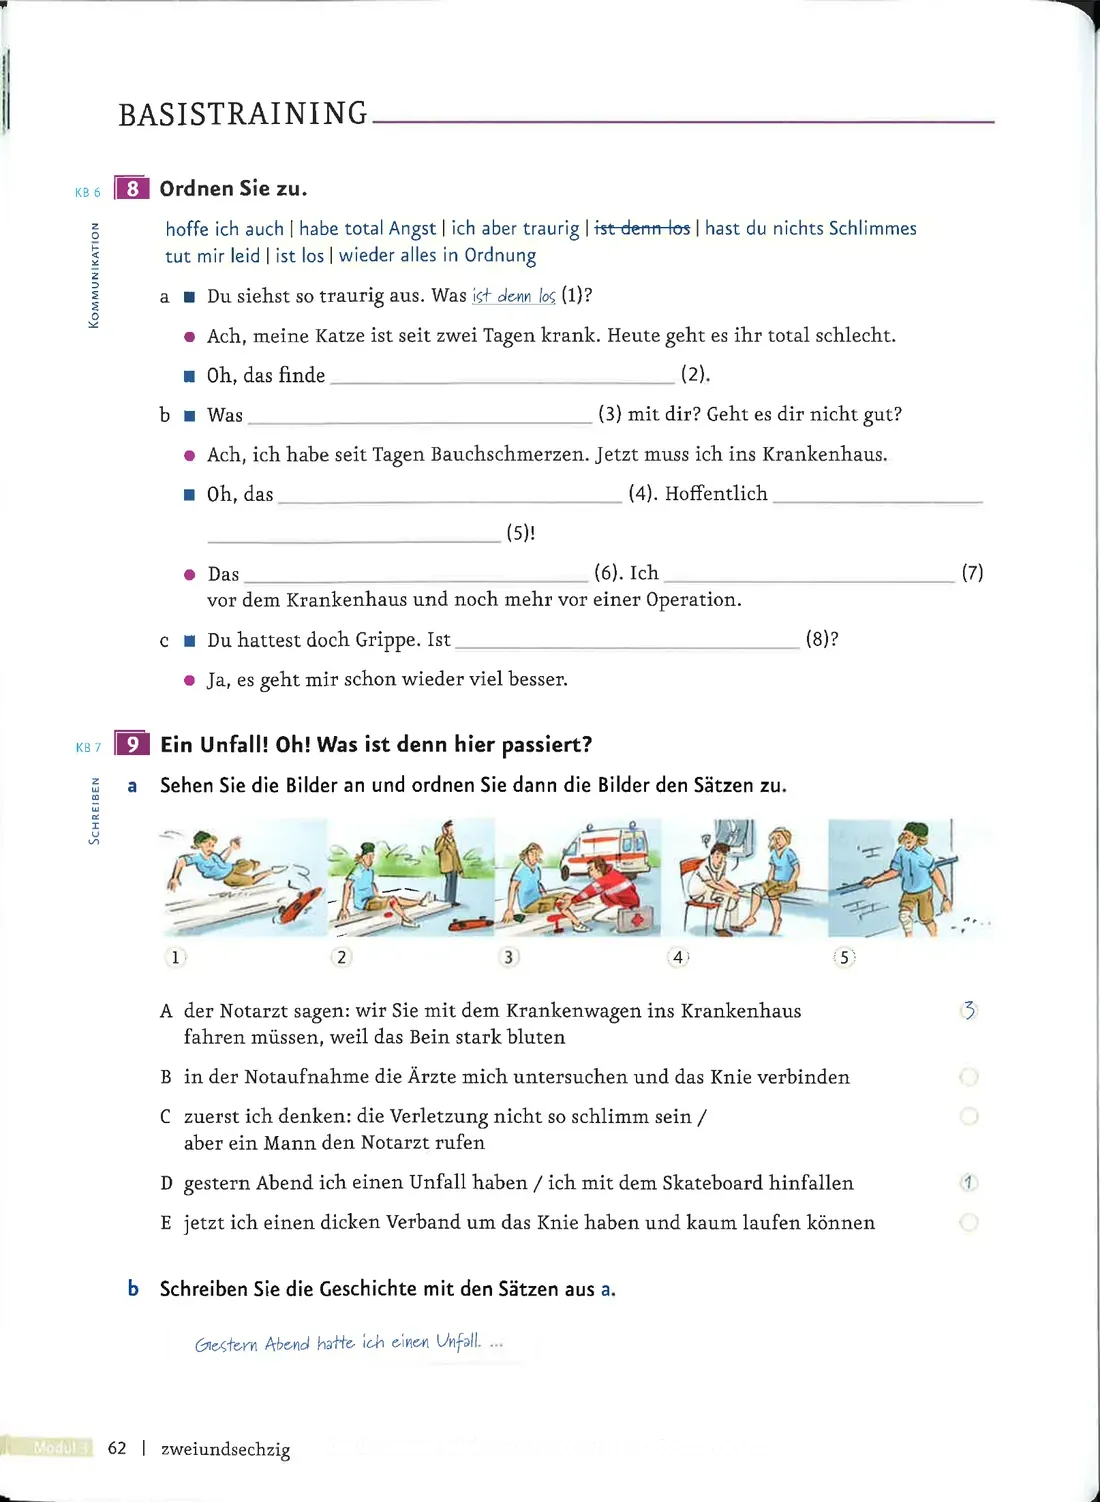 BASISTRAINING
KB 6 8 Ordnen Sie zu.
KOMMUNIKATION
hoffe ich auch | habe total Angst | ich aber traurig | ist denn los | hast du nichts Schlimmes
tut mir leid | ist los | wieder alles in Ordnung
a ■ Du siehst so traurig aus. Was ist denn los (1)?
● Ach, meine Katze ist seit zwei Tagen krank. Heute geht es ihr total schlecht.
■ Oh, das finde ____ (2).
b ■ Was ____ (3) mit dir? Geht es dir nicht gut?
● Ach, ich habe seit Tagen Bauchschmerzen. Jetzt muss ich ins Krankenhaus.
■ Oh, das ____ (4). Hoffentlich ____
____ (5)!
● Das ____ (6). Ich ____ (7)
vor dem Krankenhaus und noch mehr vor einer Operation.
c ■ Du hattest doch Grippe. Ist ____ (8)?
● Ja, es geht mir schon wieder viel besser.
KB 7 9 Ein Unfall! Oh! Was ist denn hier passiert?
SCHREIBEN
a Sehen Sie die Bilder an und ordnen Sie dann die Bilder den Sätzen zu.
1 2 3 4 5
A der Notarzt sagen: wir Sie mit dem Krankenwagen ins Krankenhaus 3
fahren müssen, weil das Bein stark bluten
B in der Notaufnahme die Ärzte mich untersuchen und das Knie verbinden
C zuerst ich denken: die Verletzung nicht so schlimm sein /
aber ein Mann den Notarzt rufen
D gestern Abend ich einen Unfall haben / ich mit dem Skateboard hinfallen 1
E jetzt ich einen dicken Verband um das Knie haben und kaum laufen können
b Schreiben Sie die Geschichte mit den Sätzen aus a.
Gestern Abend hatte ich einen Unfall. ...
Modul 3 62 | zweiundsechzig